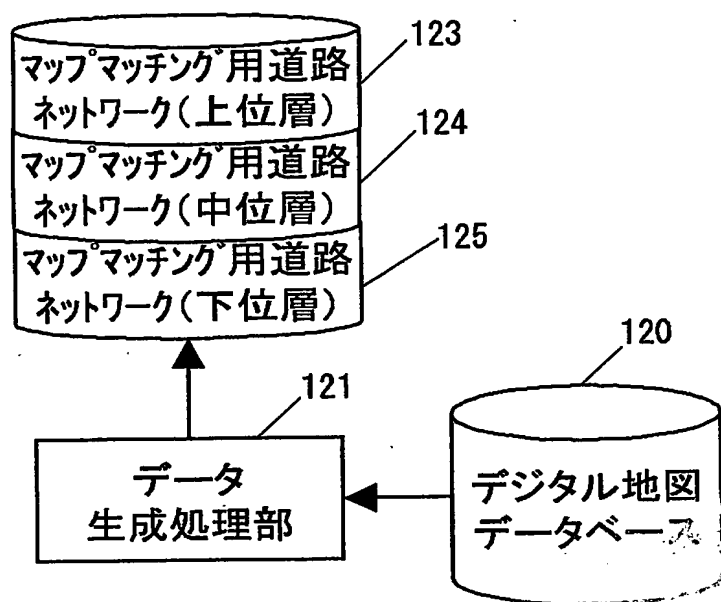 マップマッチング用道路
ネットワーク(上位層)
123
マップマッチング用道路
ネットワーク(中位層)
124
マップマッチング用道路
ネットワーク(下位層)
125
121
データ
生成処理部
120
デジタル地図
データベース